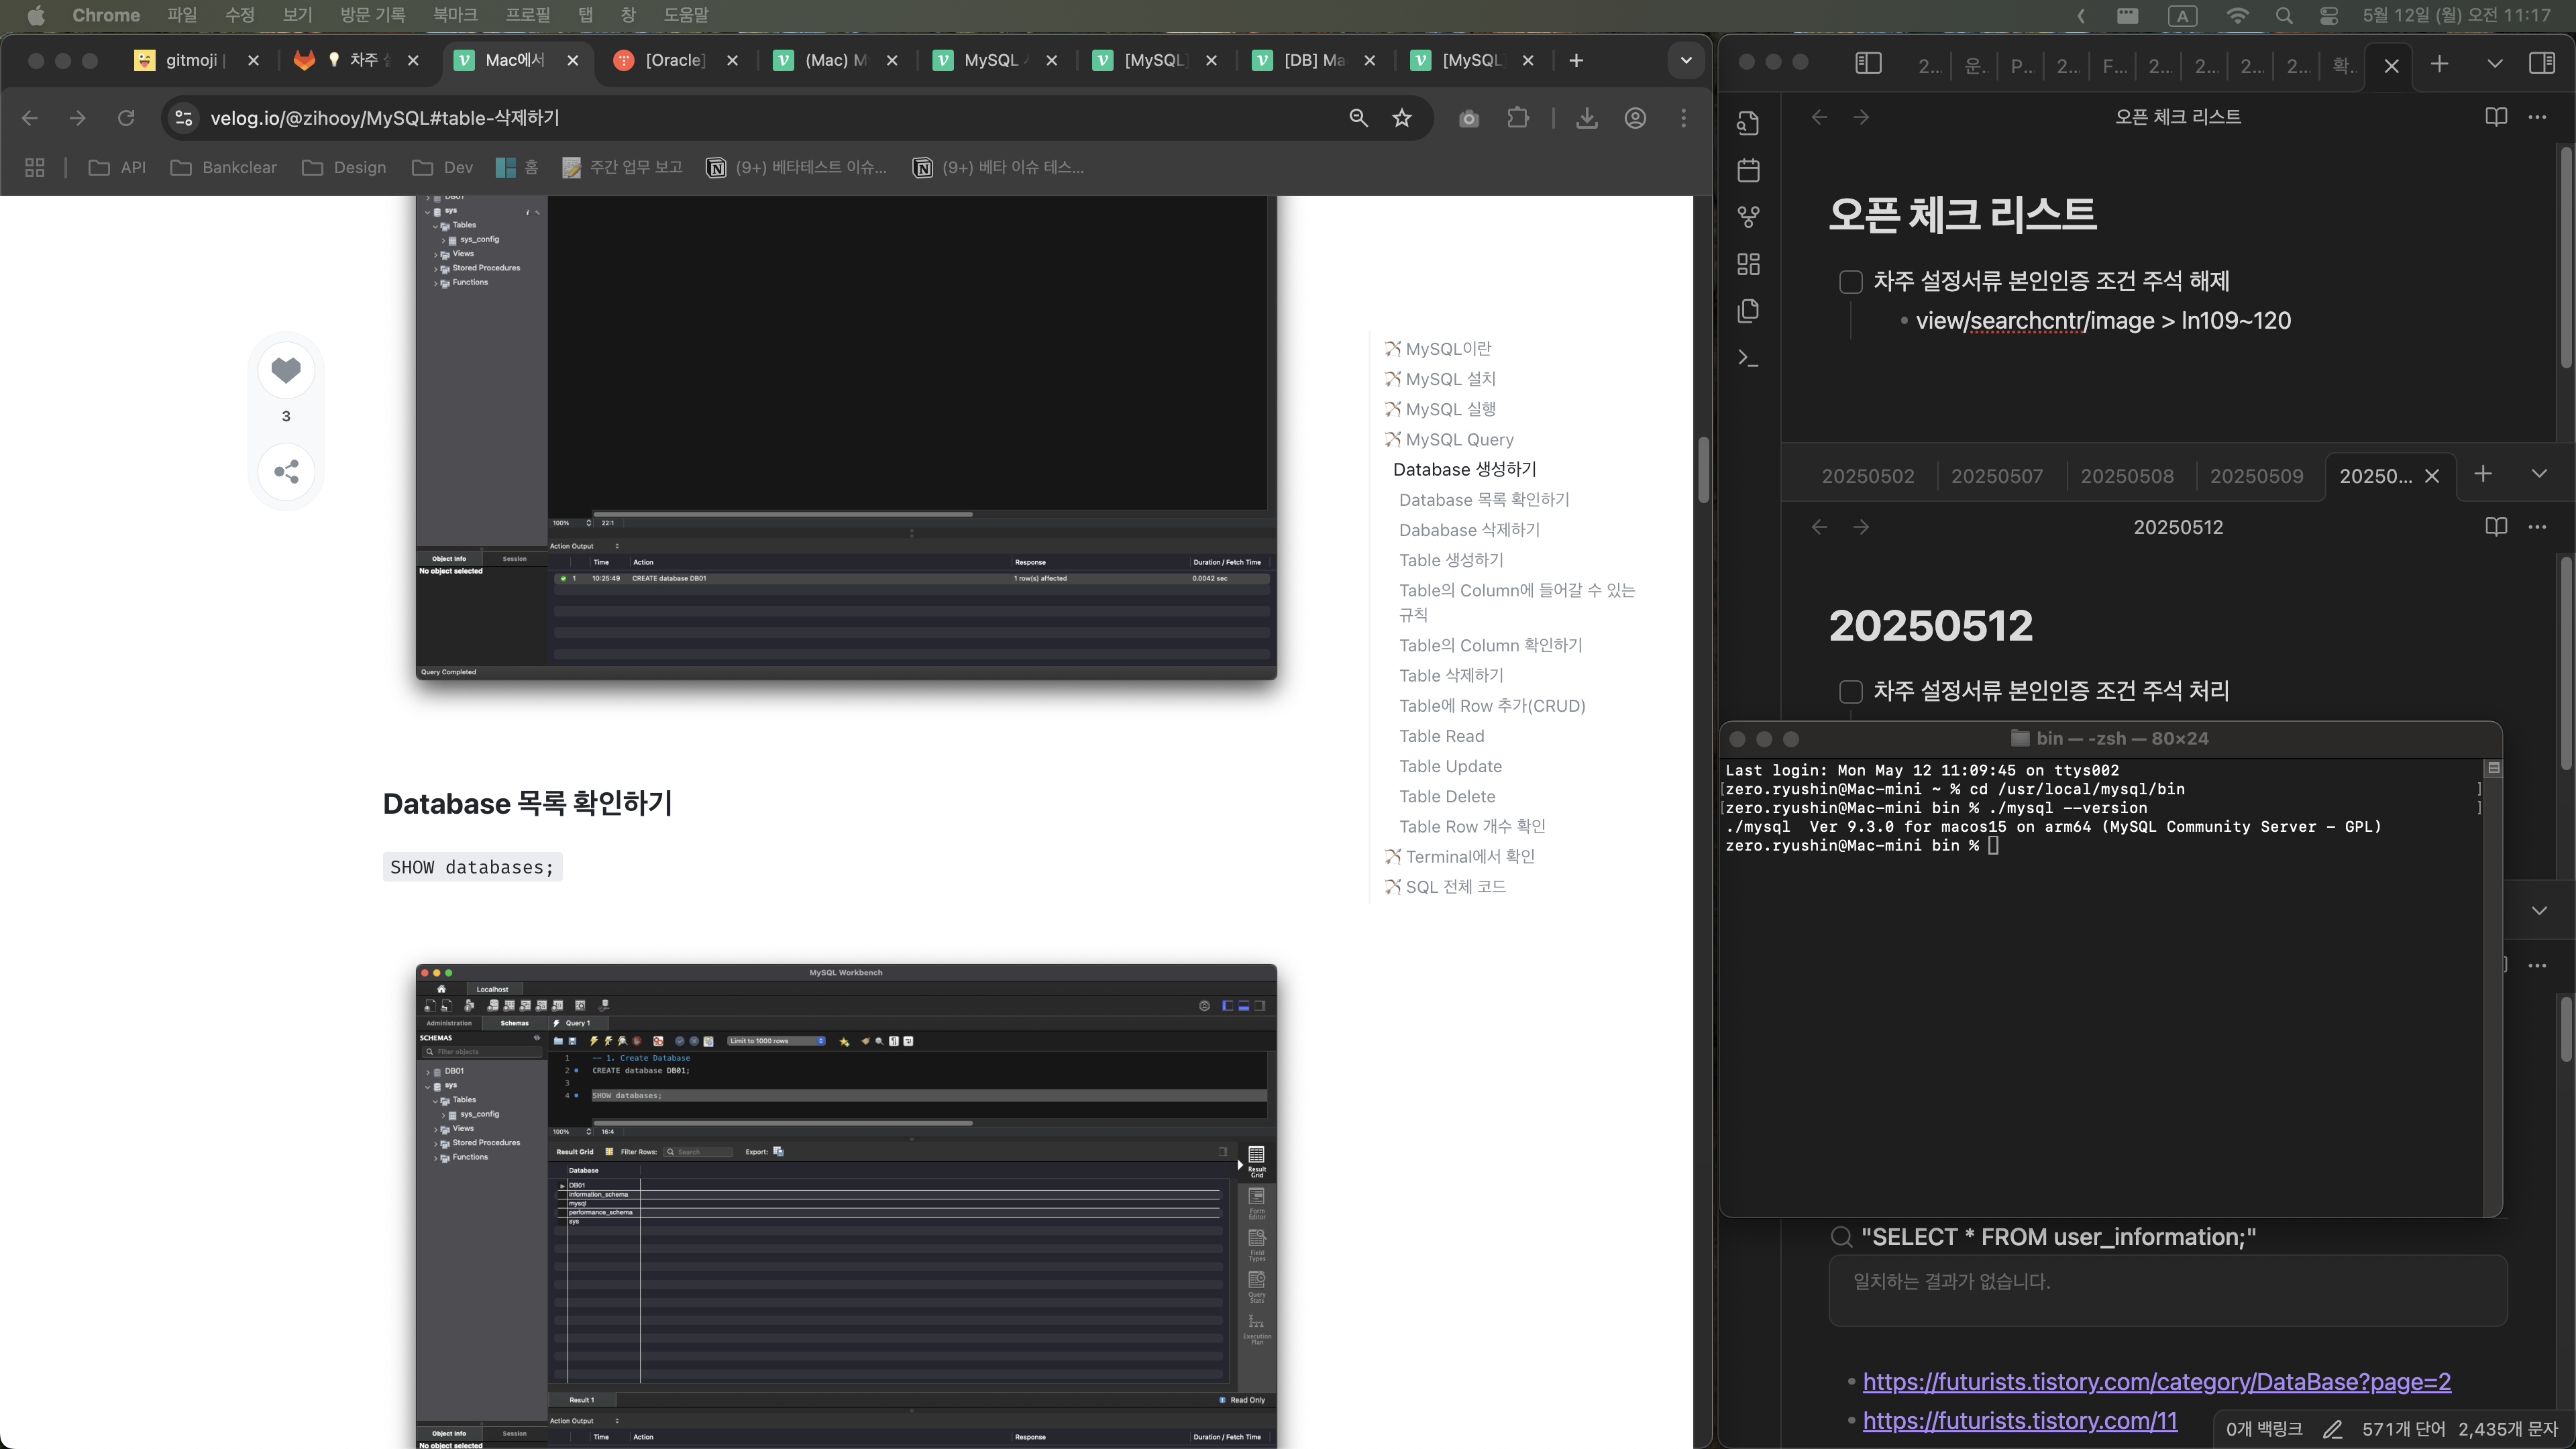 Chrome 파일 수정 보기 방문 기록 북마크 프로필 탭 창 도움말
A 5월 12일 (월) 오전 11:17
gitmoji | 차주 Mac에서 [Oracle] (Mac) M MySQL [MySQL] [DB] Ma [MySQL
velog.io/@zihooy/MySQL#table-삭제하기
API Bankclear Design Dev 홈 주간 업무 보고 (9+) 베타테스트 이슈... (9+) 베타 이슈 테스...
DB01
sys
Tables
sys_config
Views
Stored Procedures
Functions
3
100% 22:1
Action Output
Object Info Session
No object selected
Time Action Response Duration / Fetch Time
1 10:25:49 CREATE database DB01 1 row(s) affected 0.0042 sec
Query Completed
Database 목록 확인하기
SHOW databases;
MySQL Workbench
Localhost
Administration Schemas Query 1
SCHEMAS
Filter objects
Limit to 1000 rows
DB01
sys
Tables
sys_config
Views
Stored Procedures
Functions
1 -- 1. Create Database
2 CREATE database DB01;
3
4 SHOW databases;
100% 16:4
Result Grid Filter Rows: Search Export:
Database
DB01
information_schema
mysql
performance_schema
sys
Result Grid
Form Editor
Field Types
Query Stats
Execution Plan
Result 1 Read Only
Action Output
Object Info Session
Time Action Response Duration / Fetch Time
No object selected
MySQL이란
MySQL 설치
MySQL 실행
MySQL Query
Database 생성하기
Database 목록 확인하기
Dababase 삭제하기
Table 생성하기
Table의 Column에 들어갈 수 있는
규칙
Table의 Column 확인하기
Table 삭제하기
Table에 Row 추가(CRUD)
Table Read
Table Update
Table Delete
Table Row 개수 확인
Terminal에서 확인
SQL 전체 코드
2... 운. P... 2... F... 2... 2... 2... 2... 확.
오픈 체크 리스트
오픈 체크 리스트
차주 설정서류 본인인증 조건 주석 해제
view/searchcntr/image > ln109~120
20250502 20250507 20250508 20250509 20250...
20250512
20250512
차주 설정서류 본인인증 조건 주석 처리
bin — -zsh — 80×24
Last login: Mon May 12 11:09:45 on ttys002
[zero.ryushin@Mac-mini ~ % cd /usr/local/mysql/bin ]
[zero.ryushin@Mac-mini bin % ./mysql --version ]
./mysql  Ver 9.3.0 for macos15 on arm64 (MySQL Community Server - GPL)
zero.ryushin@Mac-mini bin %
"SELECT * FROM user_information;"
일치하는 결과가 없습니다.
https://futurists.tistory.com/category/DataBase?page=2
https://futurists.tistory.com/11
0개 백링크 571개 단어 2,435개 문자